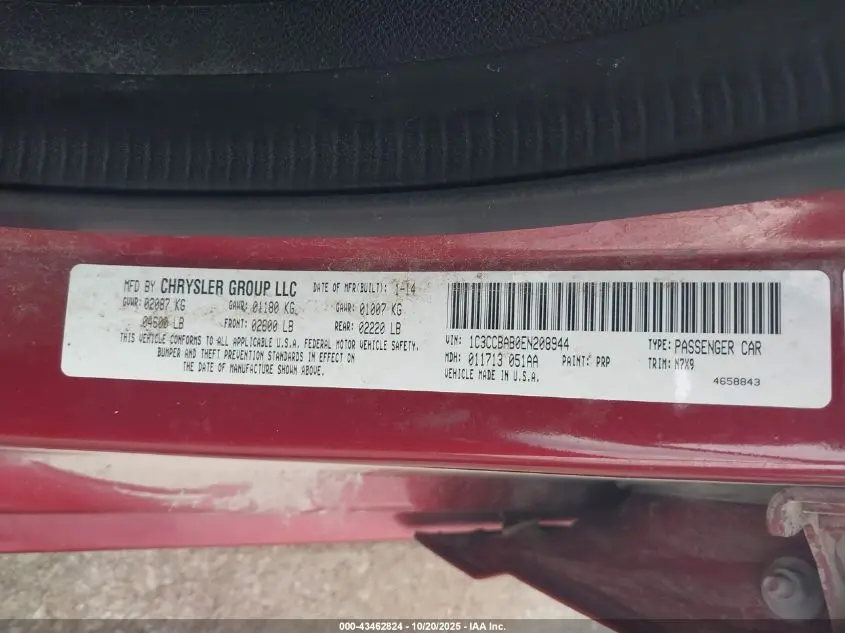 MFD BY CHRYSLER GROUP LLC DATE OF MFR(BUILT): 1-14
GVWR: 02087 KG GAWR: 01180 KG GAWR: 01007 KG
04600 LB FRONT: 02600 LB REAR: 02220 LB
THIS VEHICLE CONFORMS TO ALL APPLICABLE U.S.A. FEDERAL MOTOR VEHICLE SAFETY,
BUMPER AND THEFT PREVENTION STANDARDS IN EFFECT ON
THE DATE OF MANUFACTURE SHOWN ABOVE.
VIN: 1C3CCBAB0EN208944 TYPE: PASSENGER CAR
MDH: 011713 051AA PAINT: PRP TRIM: M7X9
VEHICLE MADE IN U.S.A.
4658843
000-43462824 | 10/20/2025 | IAA Inc.